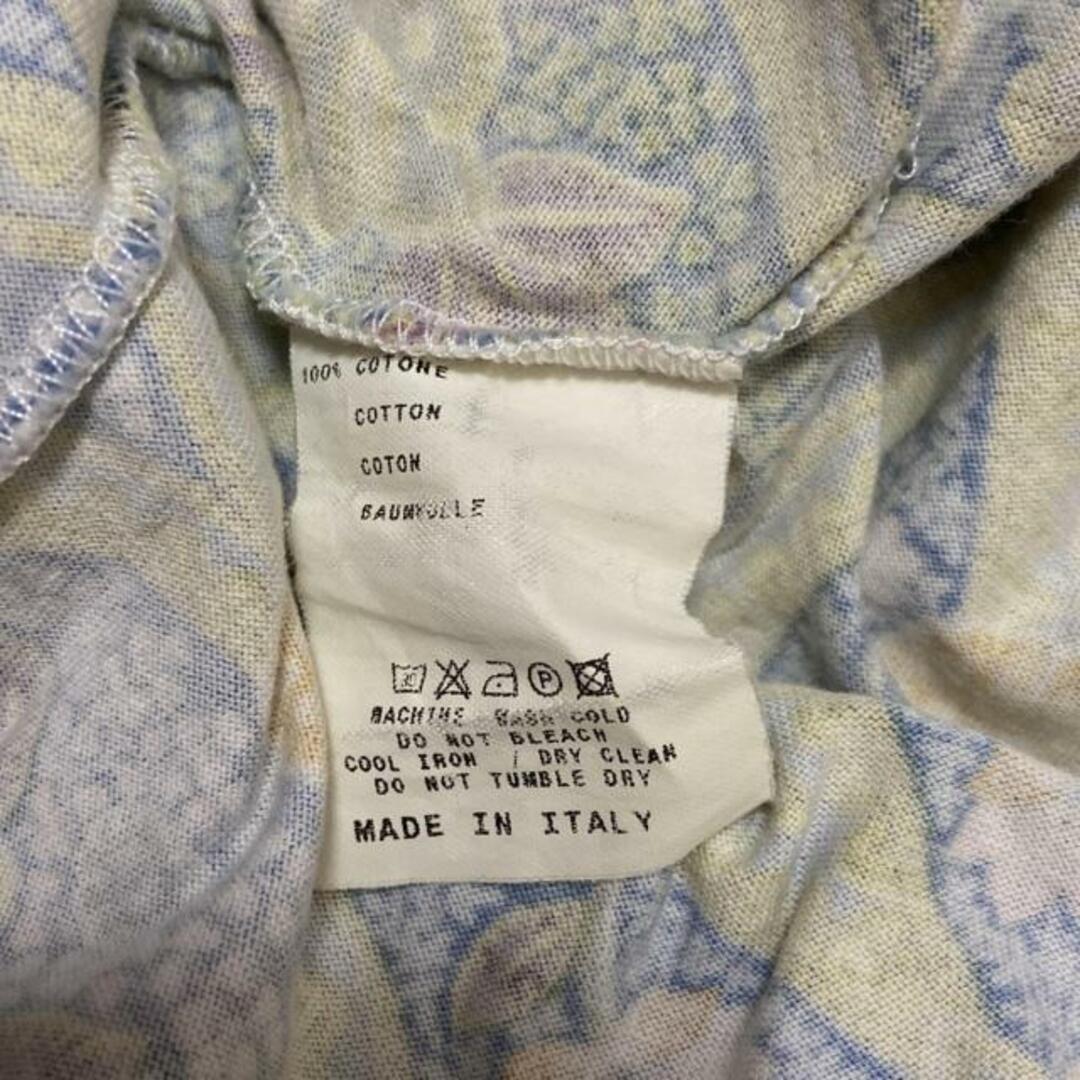 100% COTONE
COTTON
COTON
BAUMWOLLE
30 P
MACHINE WASH COLD
DO NOT BLEACH
COOL IRON / DRY CLEAN
DO NOT TUMBLE DRY
MADE IN ITALY